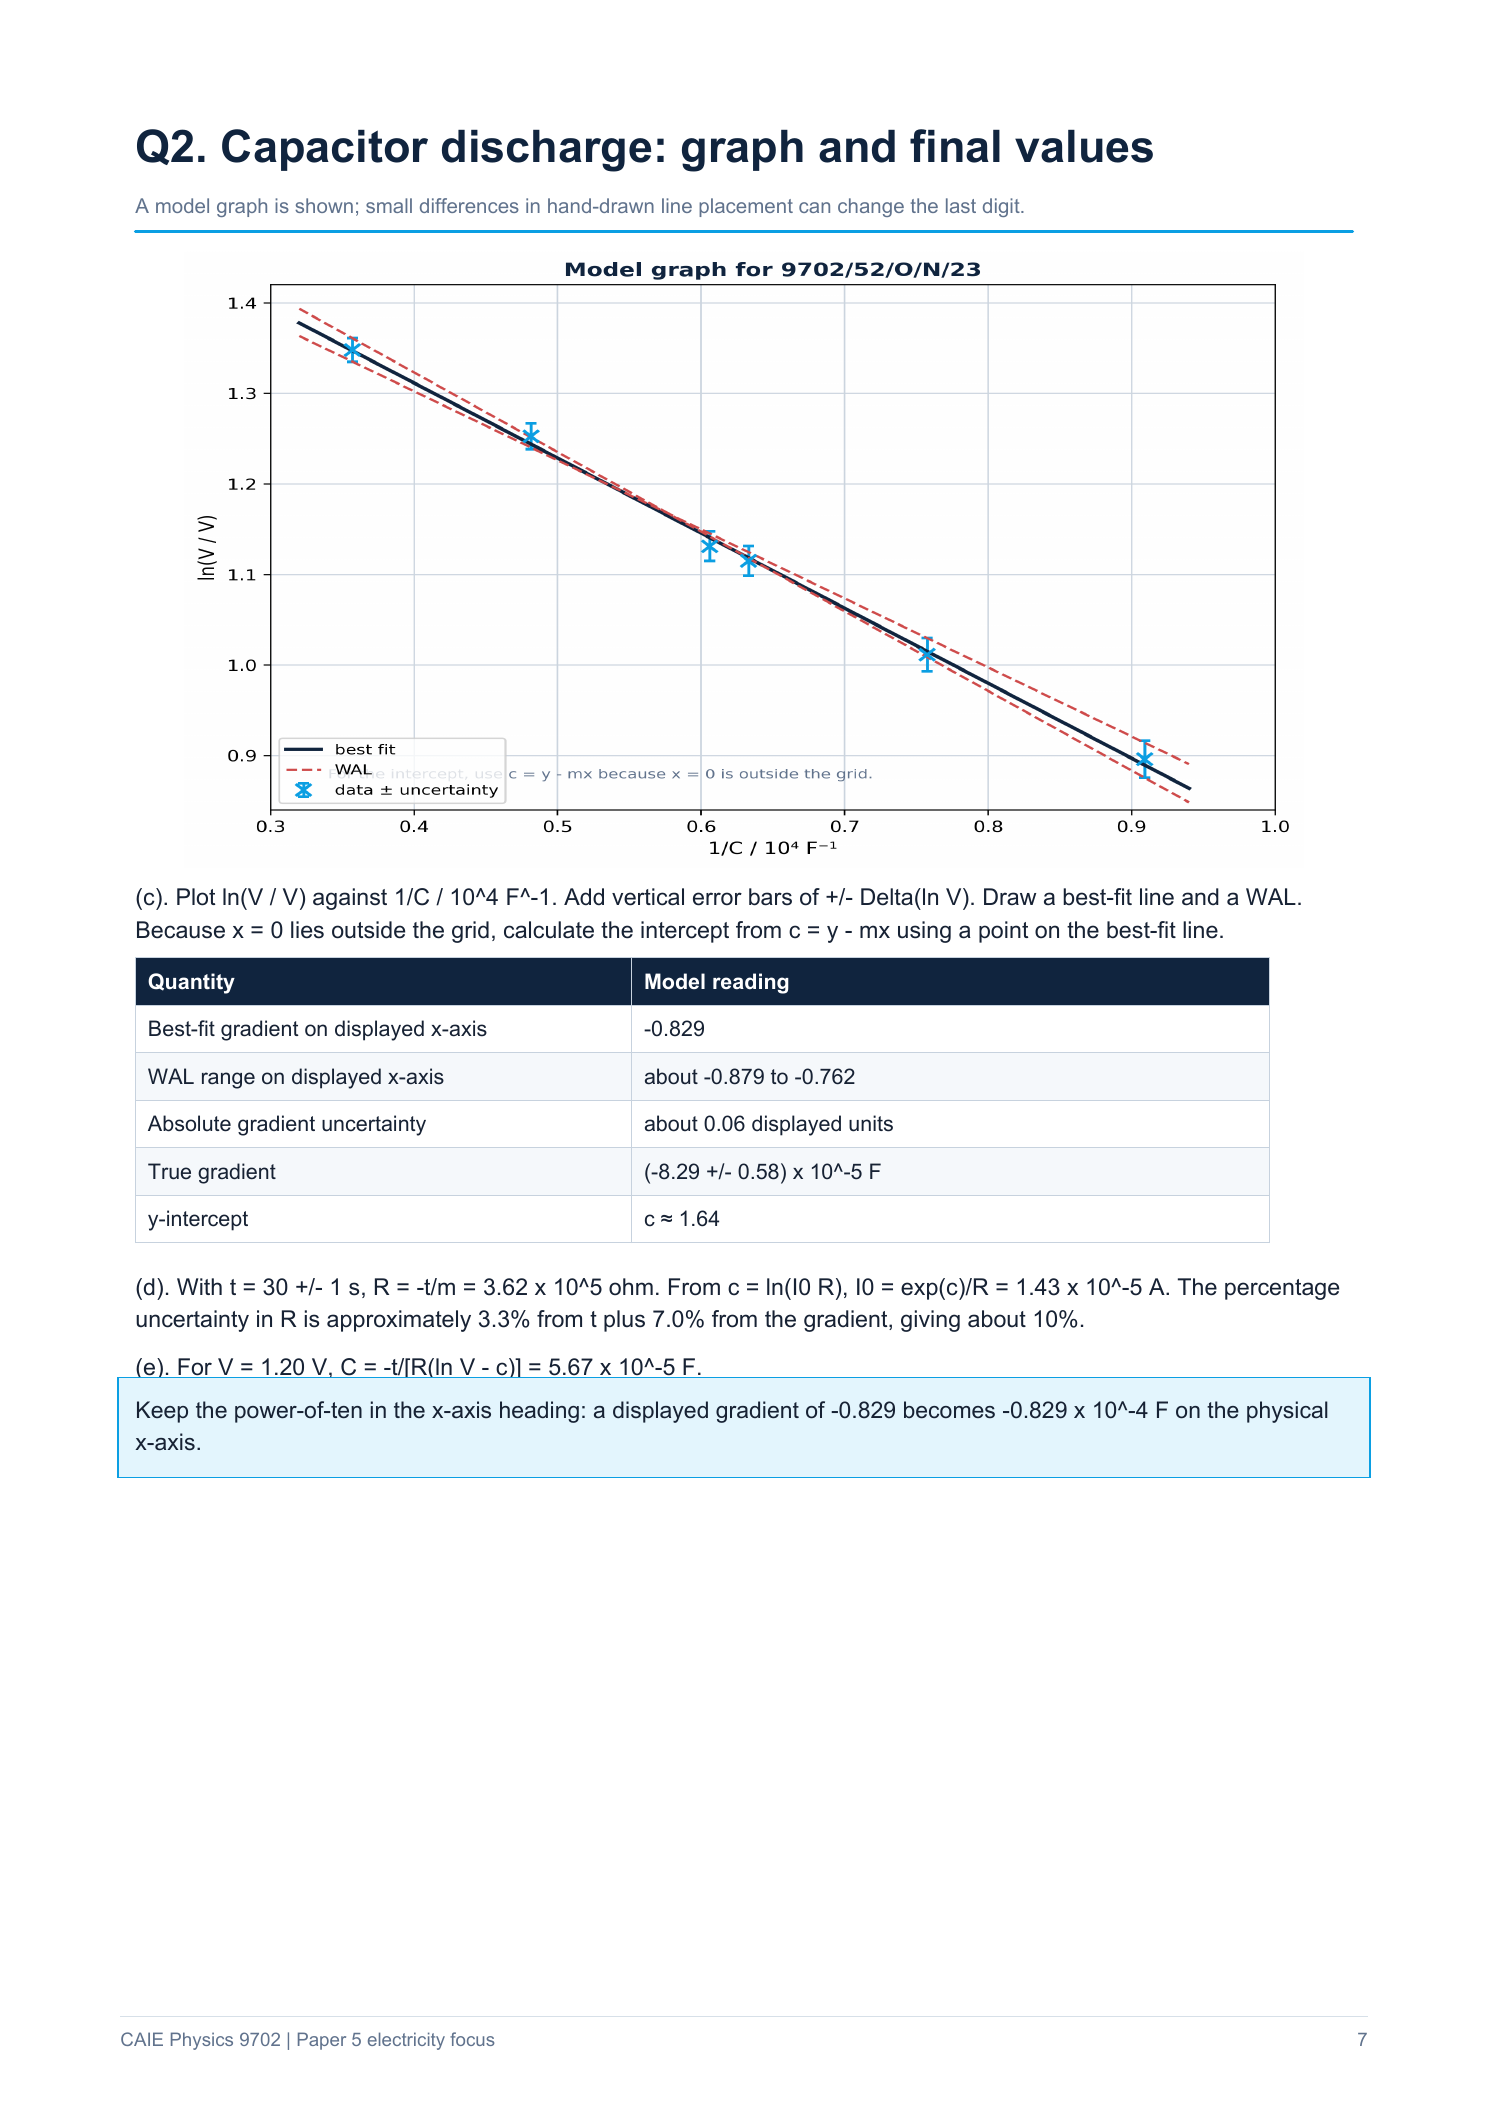 Q2. Capacitor discharge: graph and final values
A model graph is shown; small differences in hand-drawn line placement can change the last digit.
Model graph for 9702/52/O/N/23
1.4
1.3
1.2
1.1
1.0
0.9
ln(V / V)
best fit
WAL
data ± uncertainty
For the intercept, use c = y - mx because x = 0 is outside the grid.
0.3 0.4 0.5 0.6 0.7 0.8 0.9 1.0
1/C / 10⁴ F⁻¹
(c). Plot ln(V / V) against 1/C / 10^4 F^-1. Add vertical error bars of +/- Delta(ln V). Draw a best-fit line and a WAL.
Because x = 0 lies outside the grid, calculate the intercept from c = y - mx using a point on the best-fit line.
Quantity Model reading
Best-fit gradient on displayed x-axis -0.829
WAL range on displayed x-axis about -0.879 to -0.762
Absolute gradient uncertainty about 0.06 displayed units
True gradient (-8.29 +/- 0.58) x 10^-5 F
y-intercept c ≈ 1.64
(d). With t = 30 +/- 1 s, R = -t/m = 3.62 x 10^5 ohm. From c = ln(I0 R), I0 = exp(c)/R = 1.43 x 10^-5 A. The percentage
uncertainty in R is approximately 3.3% from t plus 7.0% from the gradient, giving about 10%.
(e). For V = 1.20 V, C = -t/[R(ln V - c)] = 5.67 x 10^-5 F.
Keep the power-of-ten in the x-axis heading: a displayed gradient of -0.829 becomes -0.829 x 10^-4 F on the physical
x-axis.
CAIE Physics 9702 | Paper 5 electricity focus 7